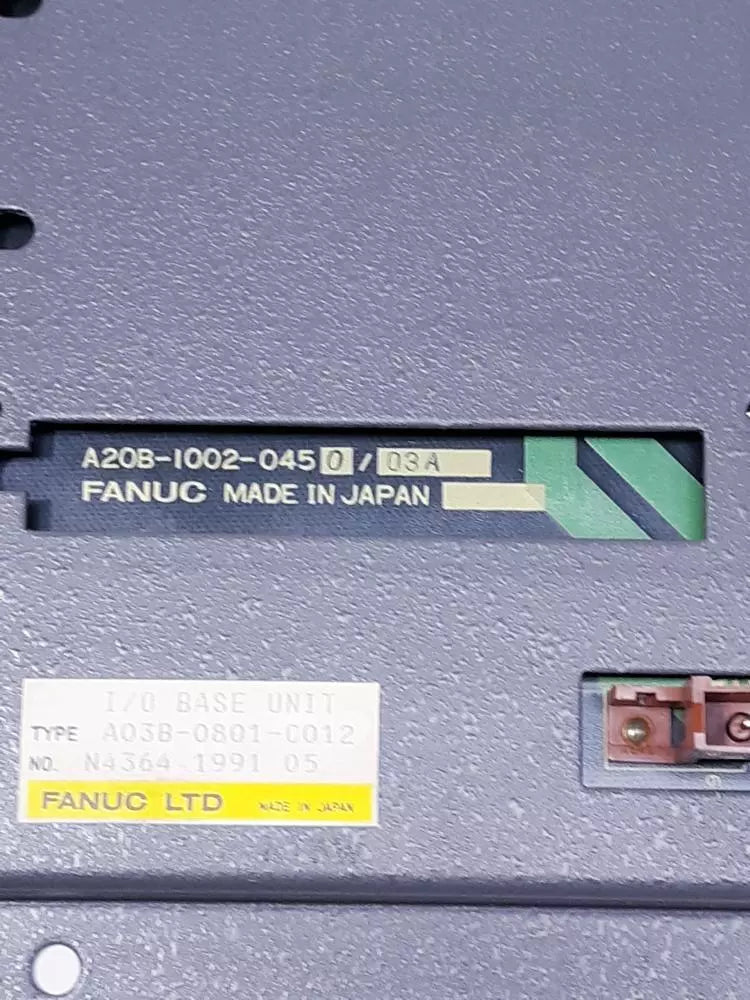 A20B-1002-0450/03A
FANUC MADE IN JAPAN
I/O BASE UNIT
TYPE A03B-0801-C012
NO. N4364 1991 05
FANUC LTD MADE IN JAPAN